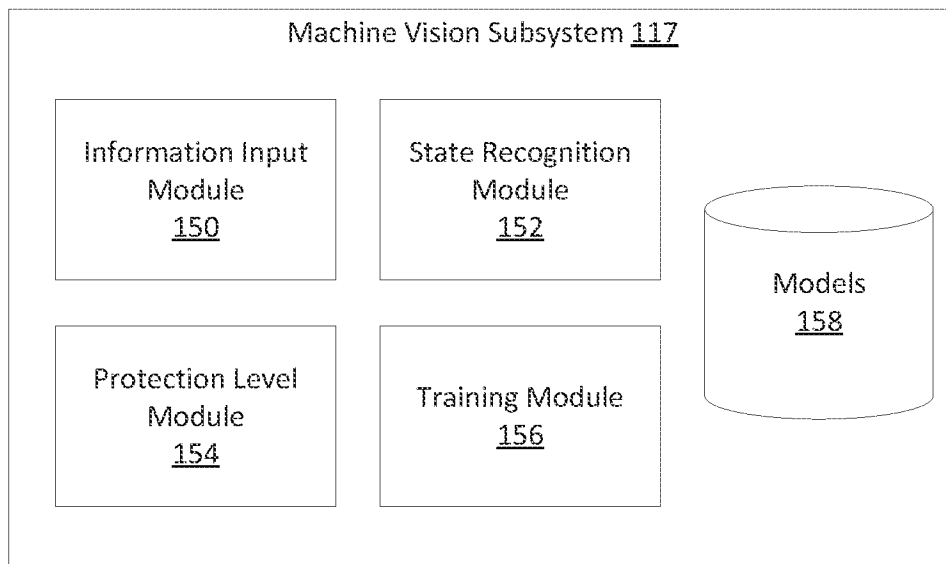 Machine Vision Subsystem 117
Information Input
Module
150
State Recognition
Module
152
Models
158
Protection Level
Module
154
Training Module
156